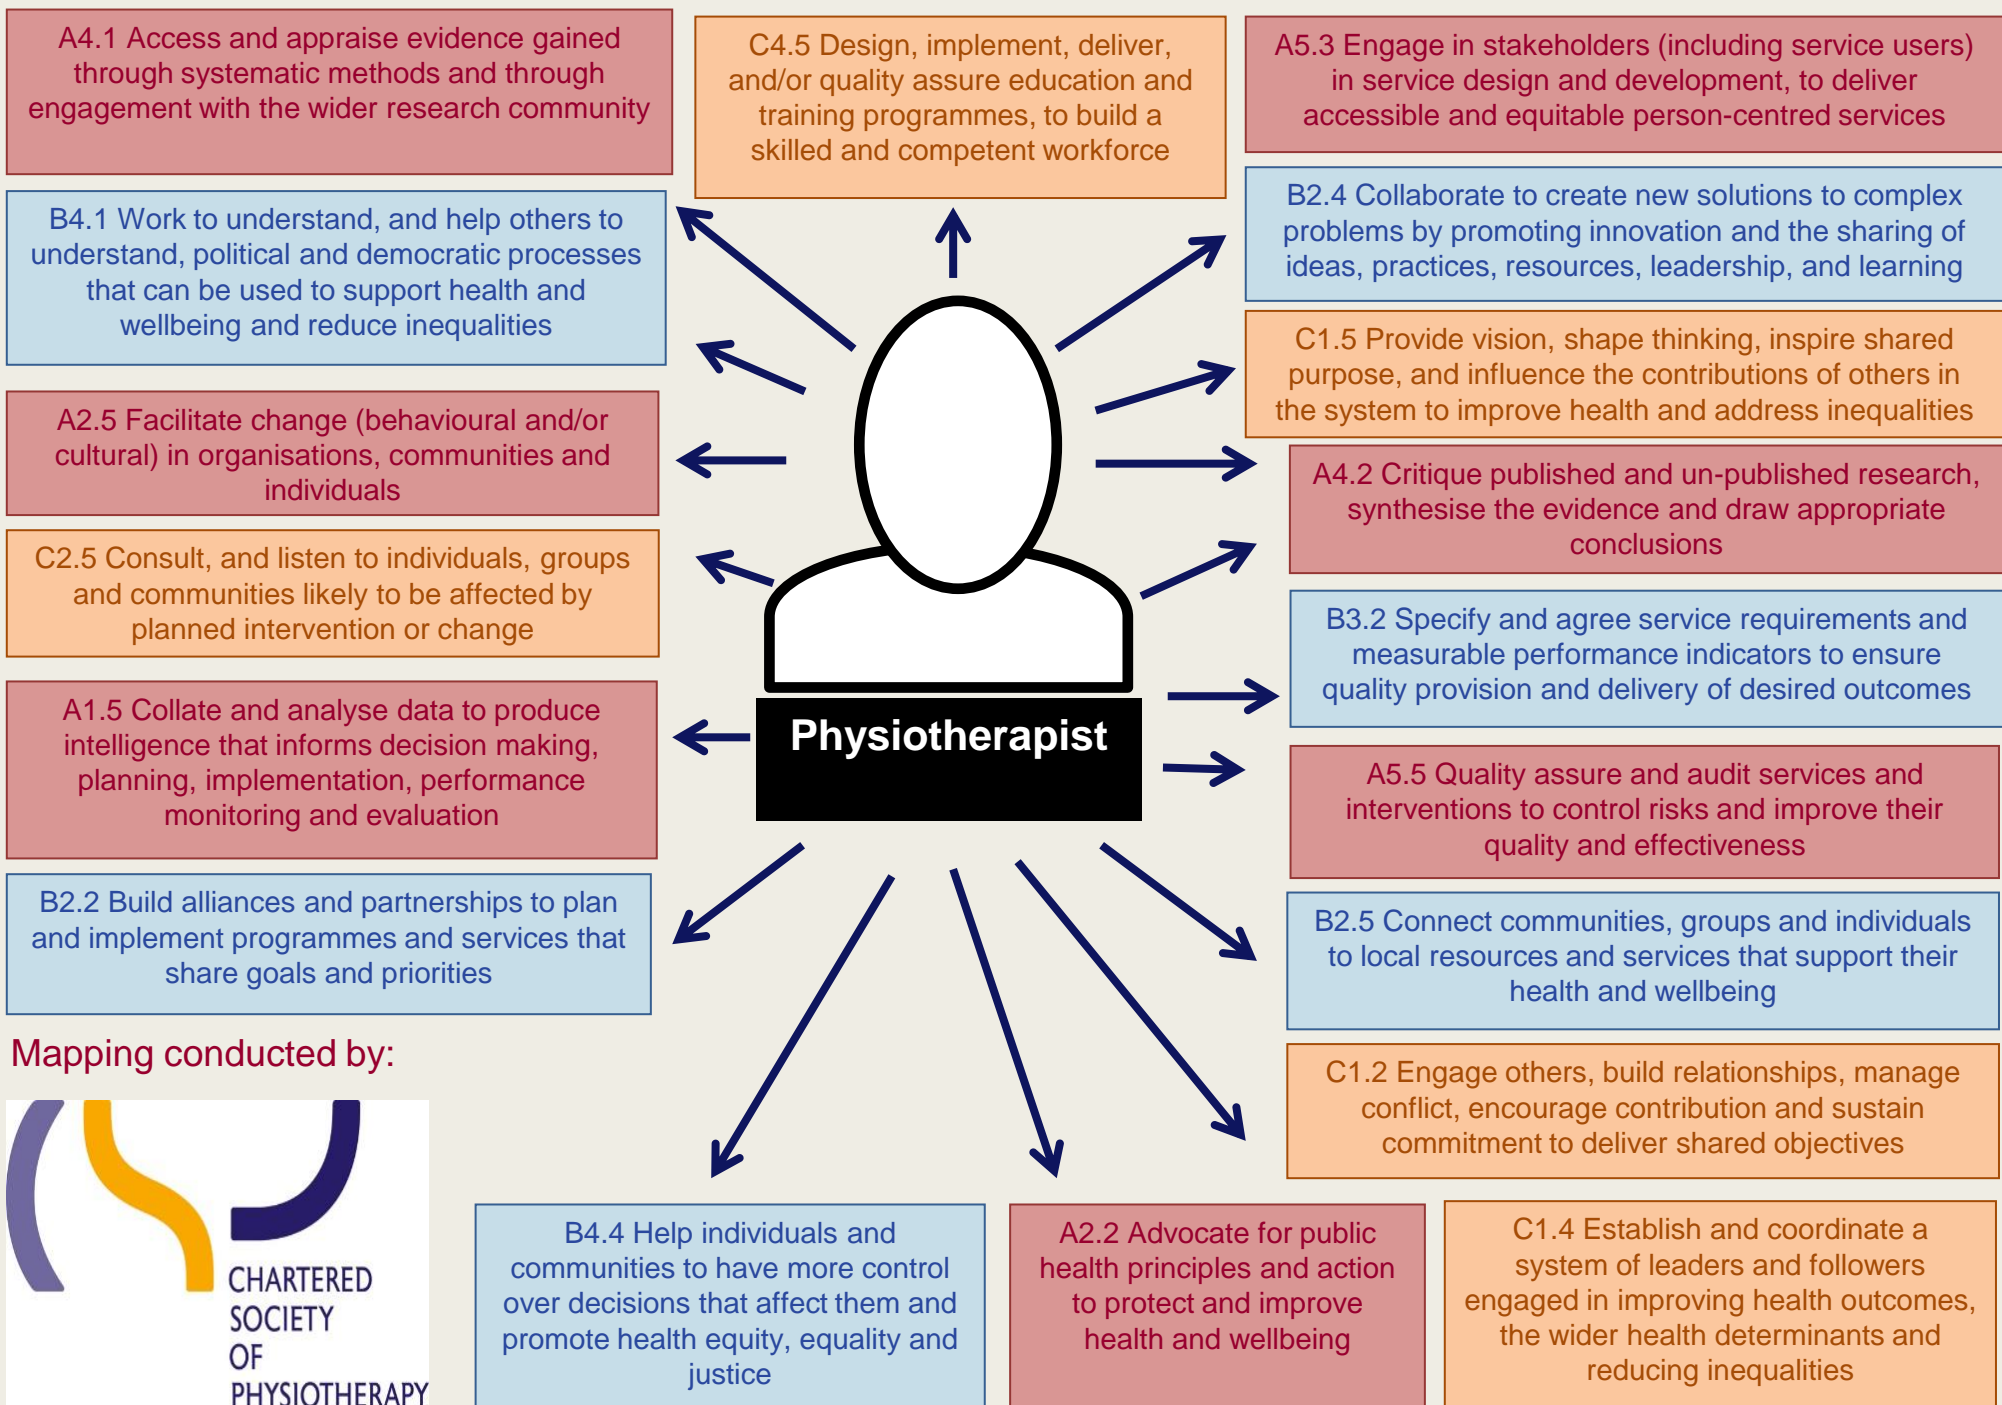 A4.1 Access and appraise evidence gained
through systematic methods and through
engagement with the wider research community
B4.1 Work to understand, and help others to
understand, political and democratic processes
that can be used to support health and
wellbeing and reduce inequalities
A2.5 Facilitate change (behavioural and/or
cultural) in organisations, communities and
individuals
C2.5 Consult, and listen to individuals, groups
and communities likely to be affected by
planned intervention or change
A1.5 Collate and analyse data to produce
intelligence that informs decision making,
planning, implementation, performance
monitoring and evaluation
B2.2 Build alliances and partnerships to plan
and implement programmes and services that
share goals and priorities
Mapping conducted by:
CHARTERED
SOCIETY
OF
PHYSIOTHERAPY
C4.5 Design, implement, deliver,
and/or quality assure education and
training programmes, to build a
skilled and competent workforce
Physiotherapist
B4.4 Help individuals and
communities to have more control
over decisions that affect them and
promote health equity, equality and
justice
A2.2 Advocate for public
health principles and action
to protect and improve
health and wellbeing
A5.3 Engage in stakeholders (including service users)
in service design and development, to deliver
accessible and equitable person-centred services
B2.4 Collaborate to create new solutions to complex
problems by promoting innovation and the sharing of
ideas, practices, resources, leadership, and learning
C1.5 Provide vision, shape thinking, inspire shared
purpose, and influence the contributions of others in
the system to improve health and address inequalities
A4.2 Critique published and un-published research,
synthesise the evidence and draw appropriate
conclusions
B3.2 Specify and agree service requirements and
measurable performance indicators to ensure
quality provision and delivery of desired outcomes
A5.5 Quality assure and audit services and
interventions to control risks and improve their
quality and effectiveness
B2.5 Connect communities, groups and individuals
to local resources and services that support their
health and wellbeing
C1.2 Engage others, build relationships, manage
conflict, encourage contribution and sustain
commitment to deliver shared objectives
C1.4 Establish and coordinate a
system of leaders and followers
engaged in improving health outcomes,
the wider health determinants and
reducing inequalities